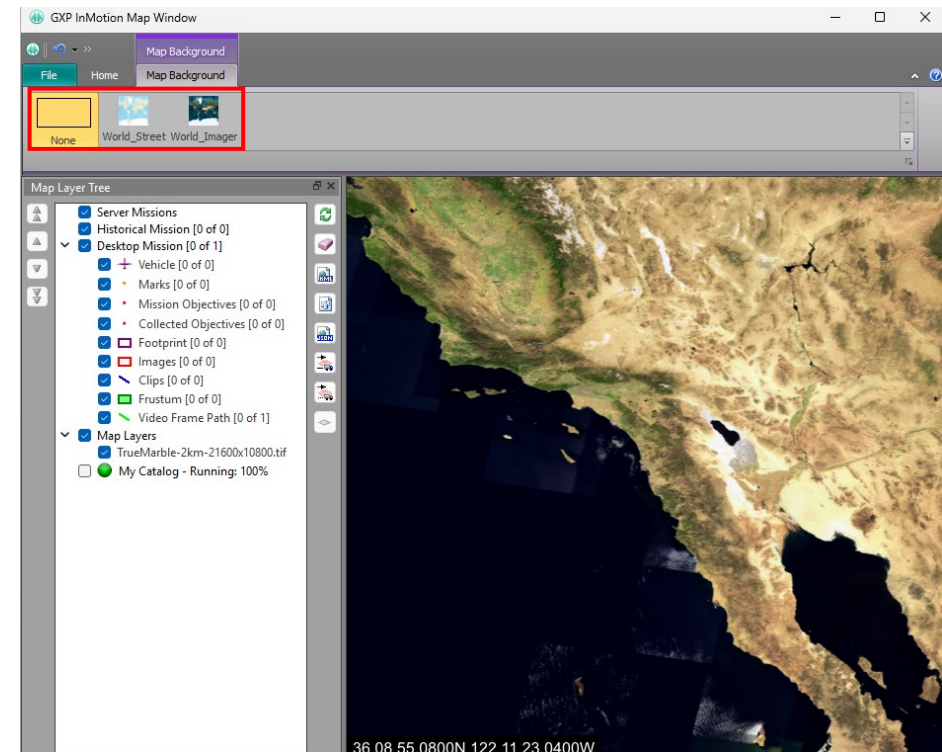 GXP InMotion Map Window
Map Background
File Home Map Background
None World_Street World_Imager
Map Layer Tree
Server Missions
Historical Mission [0 of 0]
Desktop Mission [0 of 1]
Vehicle [0 of 0]
Marks [0 of 0]
Mission Objectives [0 of 0]
Collected Objectives [0 of 0]
Footprint [0 of 0]
Images [0 of 0]
Clips [0 of 0]
Frustum [0 of 0]
Video Frame Path [0 of 1]
Map Layers
TrueMarble-2km-21600x10800.tif
My Catalog - Running: 100%
KML
JSON
36 08 55.0800N 122 11 23.0400W